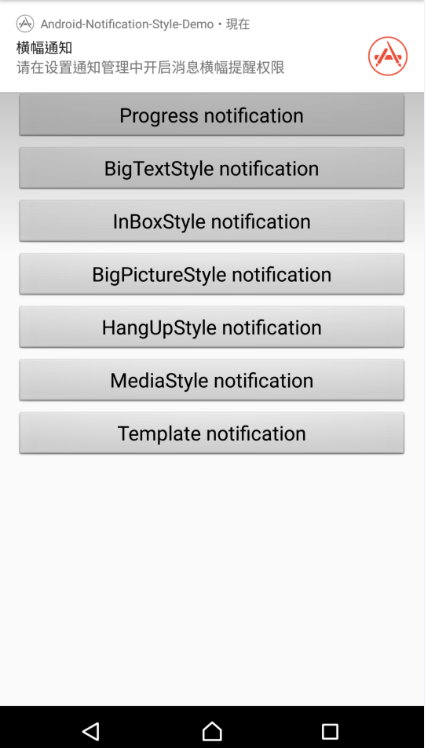 Android-Notification-Style-Demo • 現在
横幅通知
请在设置通知管理中开启消息横幅提醒权限
Progress notification
BigTextStyle notification
InBoxStyle notification
BigPictureStyle notification
HangUpStyle notification
MediaStyle notification
Template notification